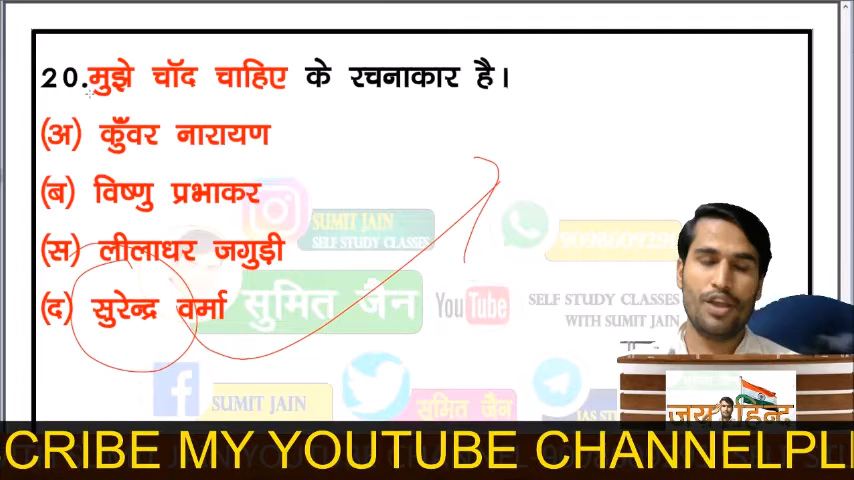 20.मुझे चॉद चाहिए के रचनाकार है।
(अ) कुँवर नारायण
(ब) विष्णु प्रभाकर
(स) लीलाधर जगुड़ी
(द) सुरेन्द्र वर्मा
SUMIT JAIN
SELF STUDY CLASSES
सुमित जैन
YouTube
SELF STUDY CLASSES
WITH SUMIT JAIN
SUMIT JAIN
सुमित जैन
जय हिन्द
CRIBE MY YOUTUBE CHANNELPL